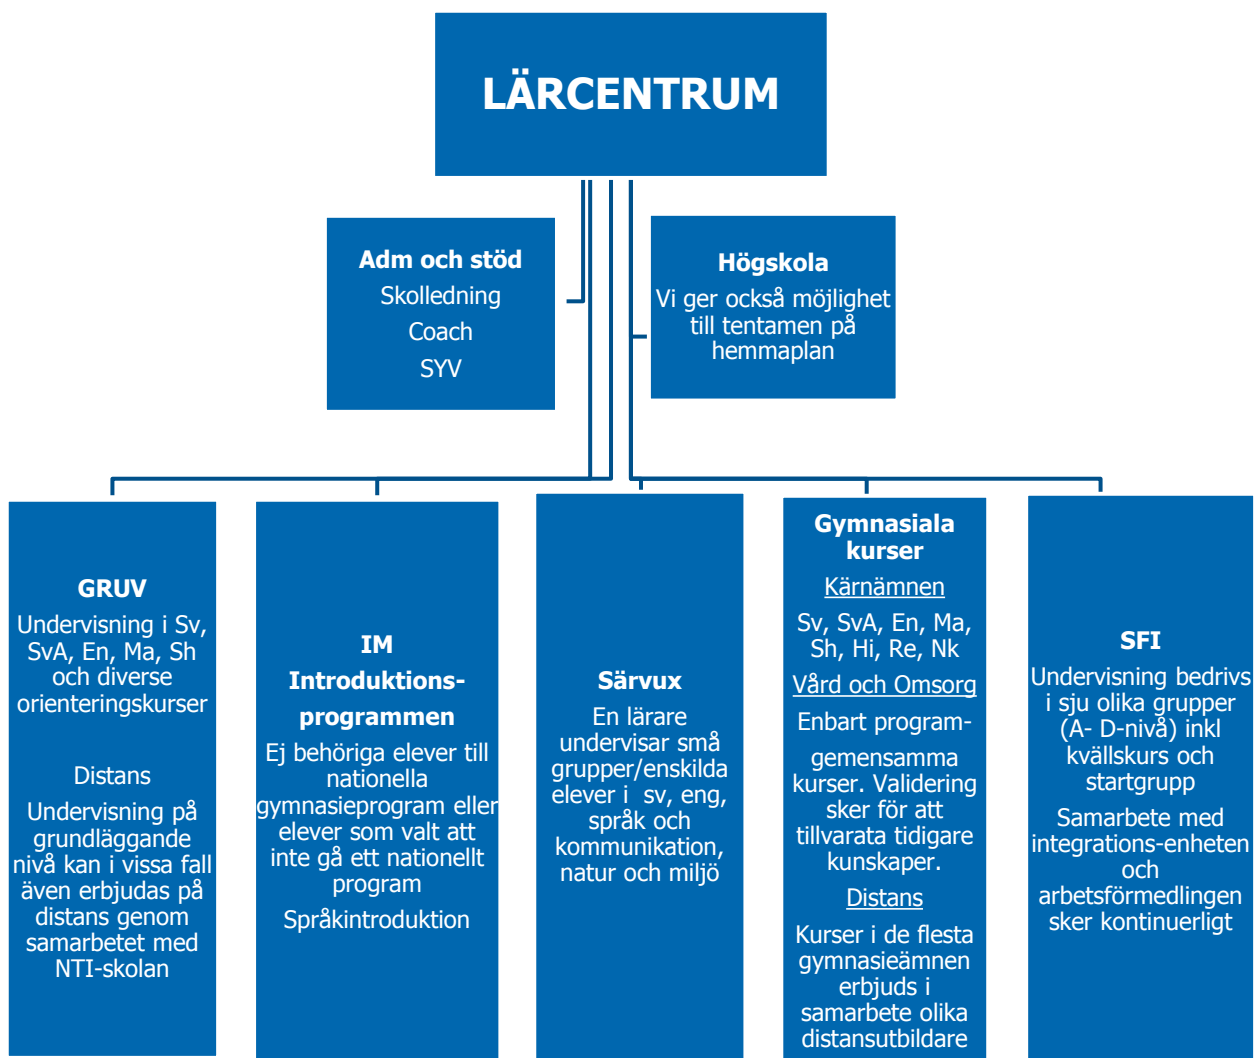 LÄRCENTRUM
Adm och stöd
Skolledning
Coach
SYV
Högskola
Vi ger också möjlighet
till tentamen på
hemmaplan
GRUV
Undervisning i Sv,
SvA, En, Ma, Sh
och diverse
orienteringskurser
Distans
Undervisning på
grundläggande
nivå kan i vissa fall
även erbjudas på
distans genom
samarbetet med
NTI-skolan
IM
Introduktions-
programmen
Ej behöriga elever till
nationella
gymnasieprogram eller
elever som valt att
inte gå ett nationellt
program
Språkintroduktion
Särvux
En lärare
undervisar små
grupper/enskilda
elever i  sv, eng,
språk och
kommunikation,
natur och miljö
Gymnasiala
kurser
Kärnämnen
Sv, SvA, En, Ma,
Sh, Hi, Re, Nk
Vård och Omsorg
Enbart program-
gemensamma
kurser. Validering
sker för att
tillvarata tidigare
kunskaper.
Distans
Kurser i de flesta
gymnasieämnen
erbjuds i
samarbete olika
distansutbildare
SFI
Undervisning bedrivs
i sju olika grupper
(A- D-nivå) inkl
kvällskurs och
startgrupp
Samarbete med
integrations-enheten
och
arbetsförmedlingen
sker kontinuerligt